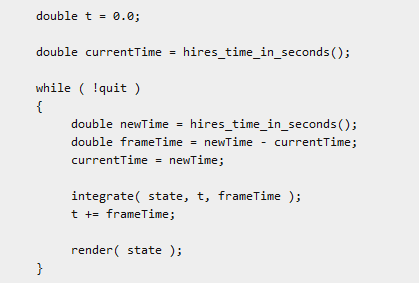 double t = 0.0;
double currentTime = hires_time_in_seconds();
while ( !quit )
{
double newTime = hires_time_in_seconds();
double frameTime = newTime - currentTime;
currentTime = newTime;
integrate( state, t, frameTime );
t += frameTime;
render( state );
}